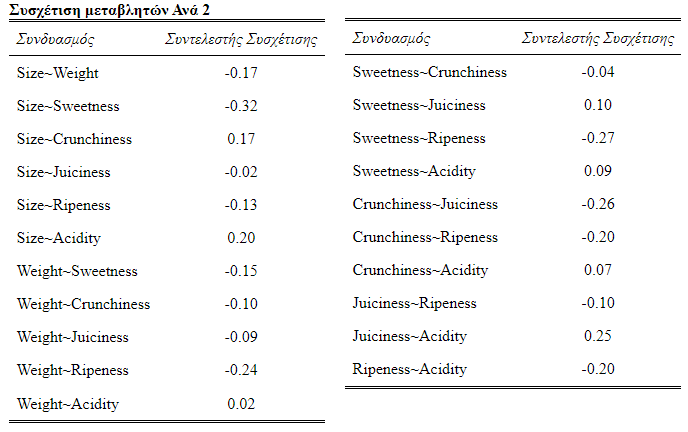 Συσχέτιση μεταβλητών Ανά 2
Συνδυασμός Συντελεστής Συσχέτισης
Size~Weight -0.17
Size~Sweetness -0.32
Size~Crunchiness 0.17
Size~Juiciness -0.02
Size~Ripeness -0.13
Size~Acidity 0.20
Weight~Sweetness -0.15
Weight~Crunchiness -0.10
Weight~Juiciness -0.09
Weight~Ripeness -0.24
Weight~Acidity 0.02
Συνδυασμός Συντελεστής Συσχέτισης
Sweetness~Crunchiness -0.04
Sweetness~Juiciness 0.10
Sweetness~Ripeness -0.27
Sweetness~Acidity 0.09
Crunchiness~Juiciness -0.26
Crunchiness~Ripeness -0.20
Crunchiness~Acidity 0.07
Juiciness~Ripeness -0.10
Juiciness~Acidity 0.25
Ripeness~Acidity -0.20